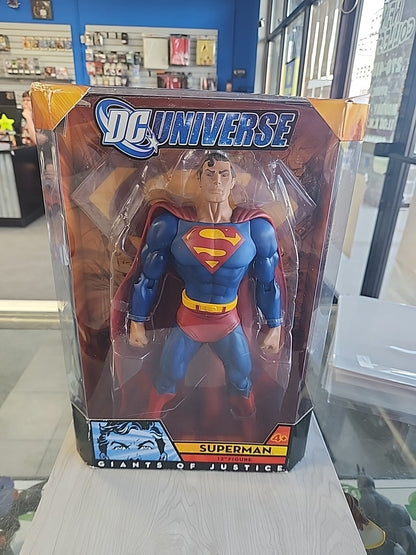 DC UNIVERSE
4+
SUPERMAN
12" FIGURE
GIANTS OF JUSTICE